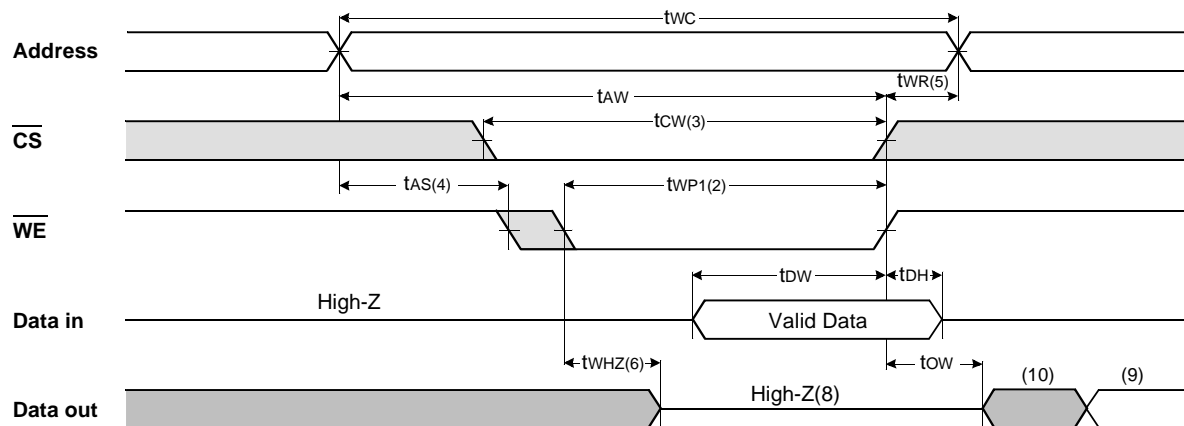 tWC
Address
tWR(5)
tAW
tCW(3)
CS
tAS(4)
tWP1(2)
WE
tDW
tDH
High-Z
Data in
Valid Data
tWHZ(6)
tOW
High-Z(8)
(10)
(9)
Data out